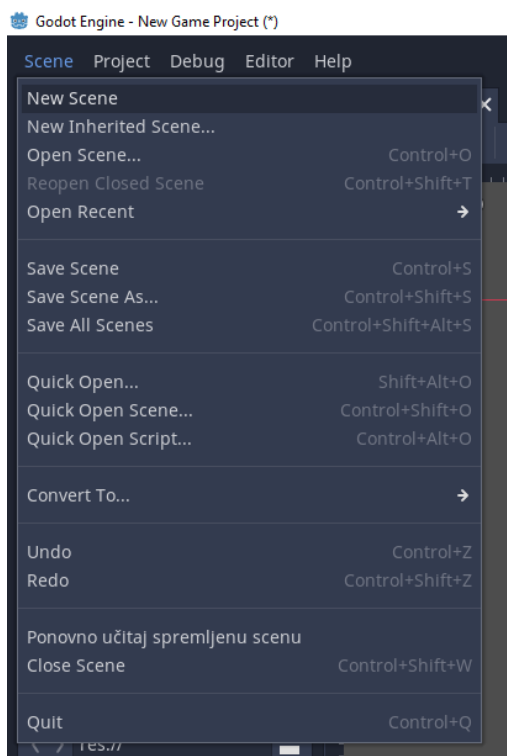 Godot Engine - New Game Project (*)
Scene Project Debug Editor Help
New Scene
New Inherited Scene...
Open Scene... Control+O
Reopen Closed Scene Control+Shift+T
Open Recent
Save Scene Control+S
Save Scene As... Control+Shift+S
Save All Scenes Control+Shift+Alt+S
Quick Open... Shift+Alt+O
Quick Open Scene... Control+Shift+O
Quick Open Script... Control+Alt+O
Convert To...
Undo Control+Z
Redo Control+Shift+Z
Ponovno učitaj spremljenu scenu
Close Scene Control+Shift+W
Quit Control+Q
res://